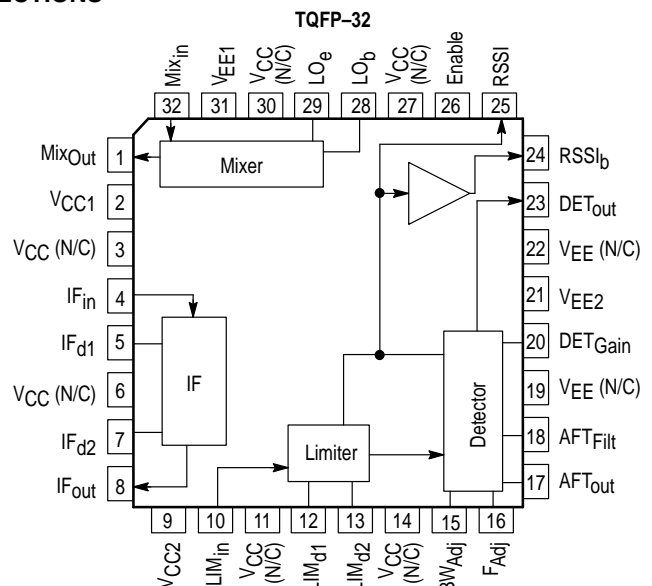 TQFP–32
Mixin
VEE1
VCC (N/C)
LOe
LOb
VCC (N/C)
Enable
RSSI
32
31
30
29
28
27
26
25
MixOut 1
VCC1 2
VCC (N/C) 3
IFin 4
IFd1 5
VCC (N/C) 6
IFd2 7
IFout 8
Mixer
IF
Limiter
Detector
24 RSSIb
23 DETout
22 VEE (N/C)
21 VEE2
20 DETGain
19 VEE (N/C)
18 AFTFilt
17 AFTout
9
10
11
12
13
14
15
16
VCC2
LIMin
VCC (N/C)
LIMd1
LIMd2
VCC (N/C)
BWAdj
FAdj